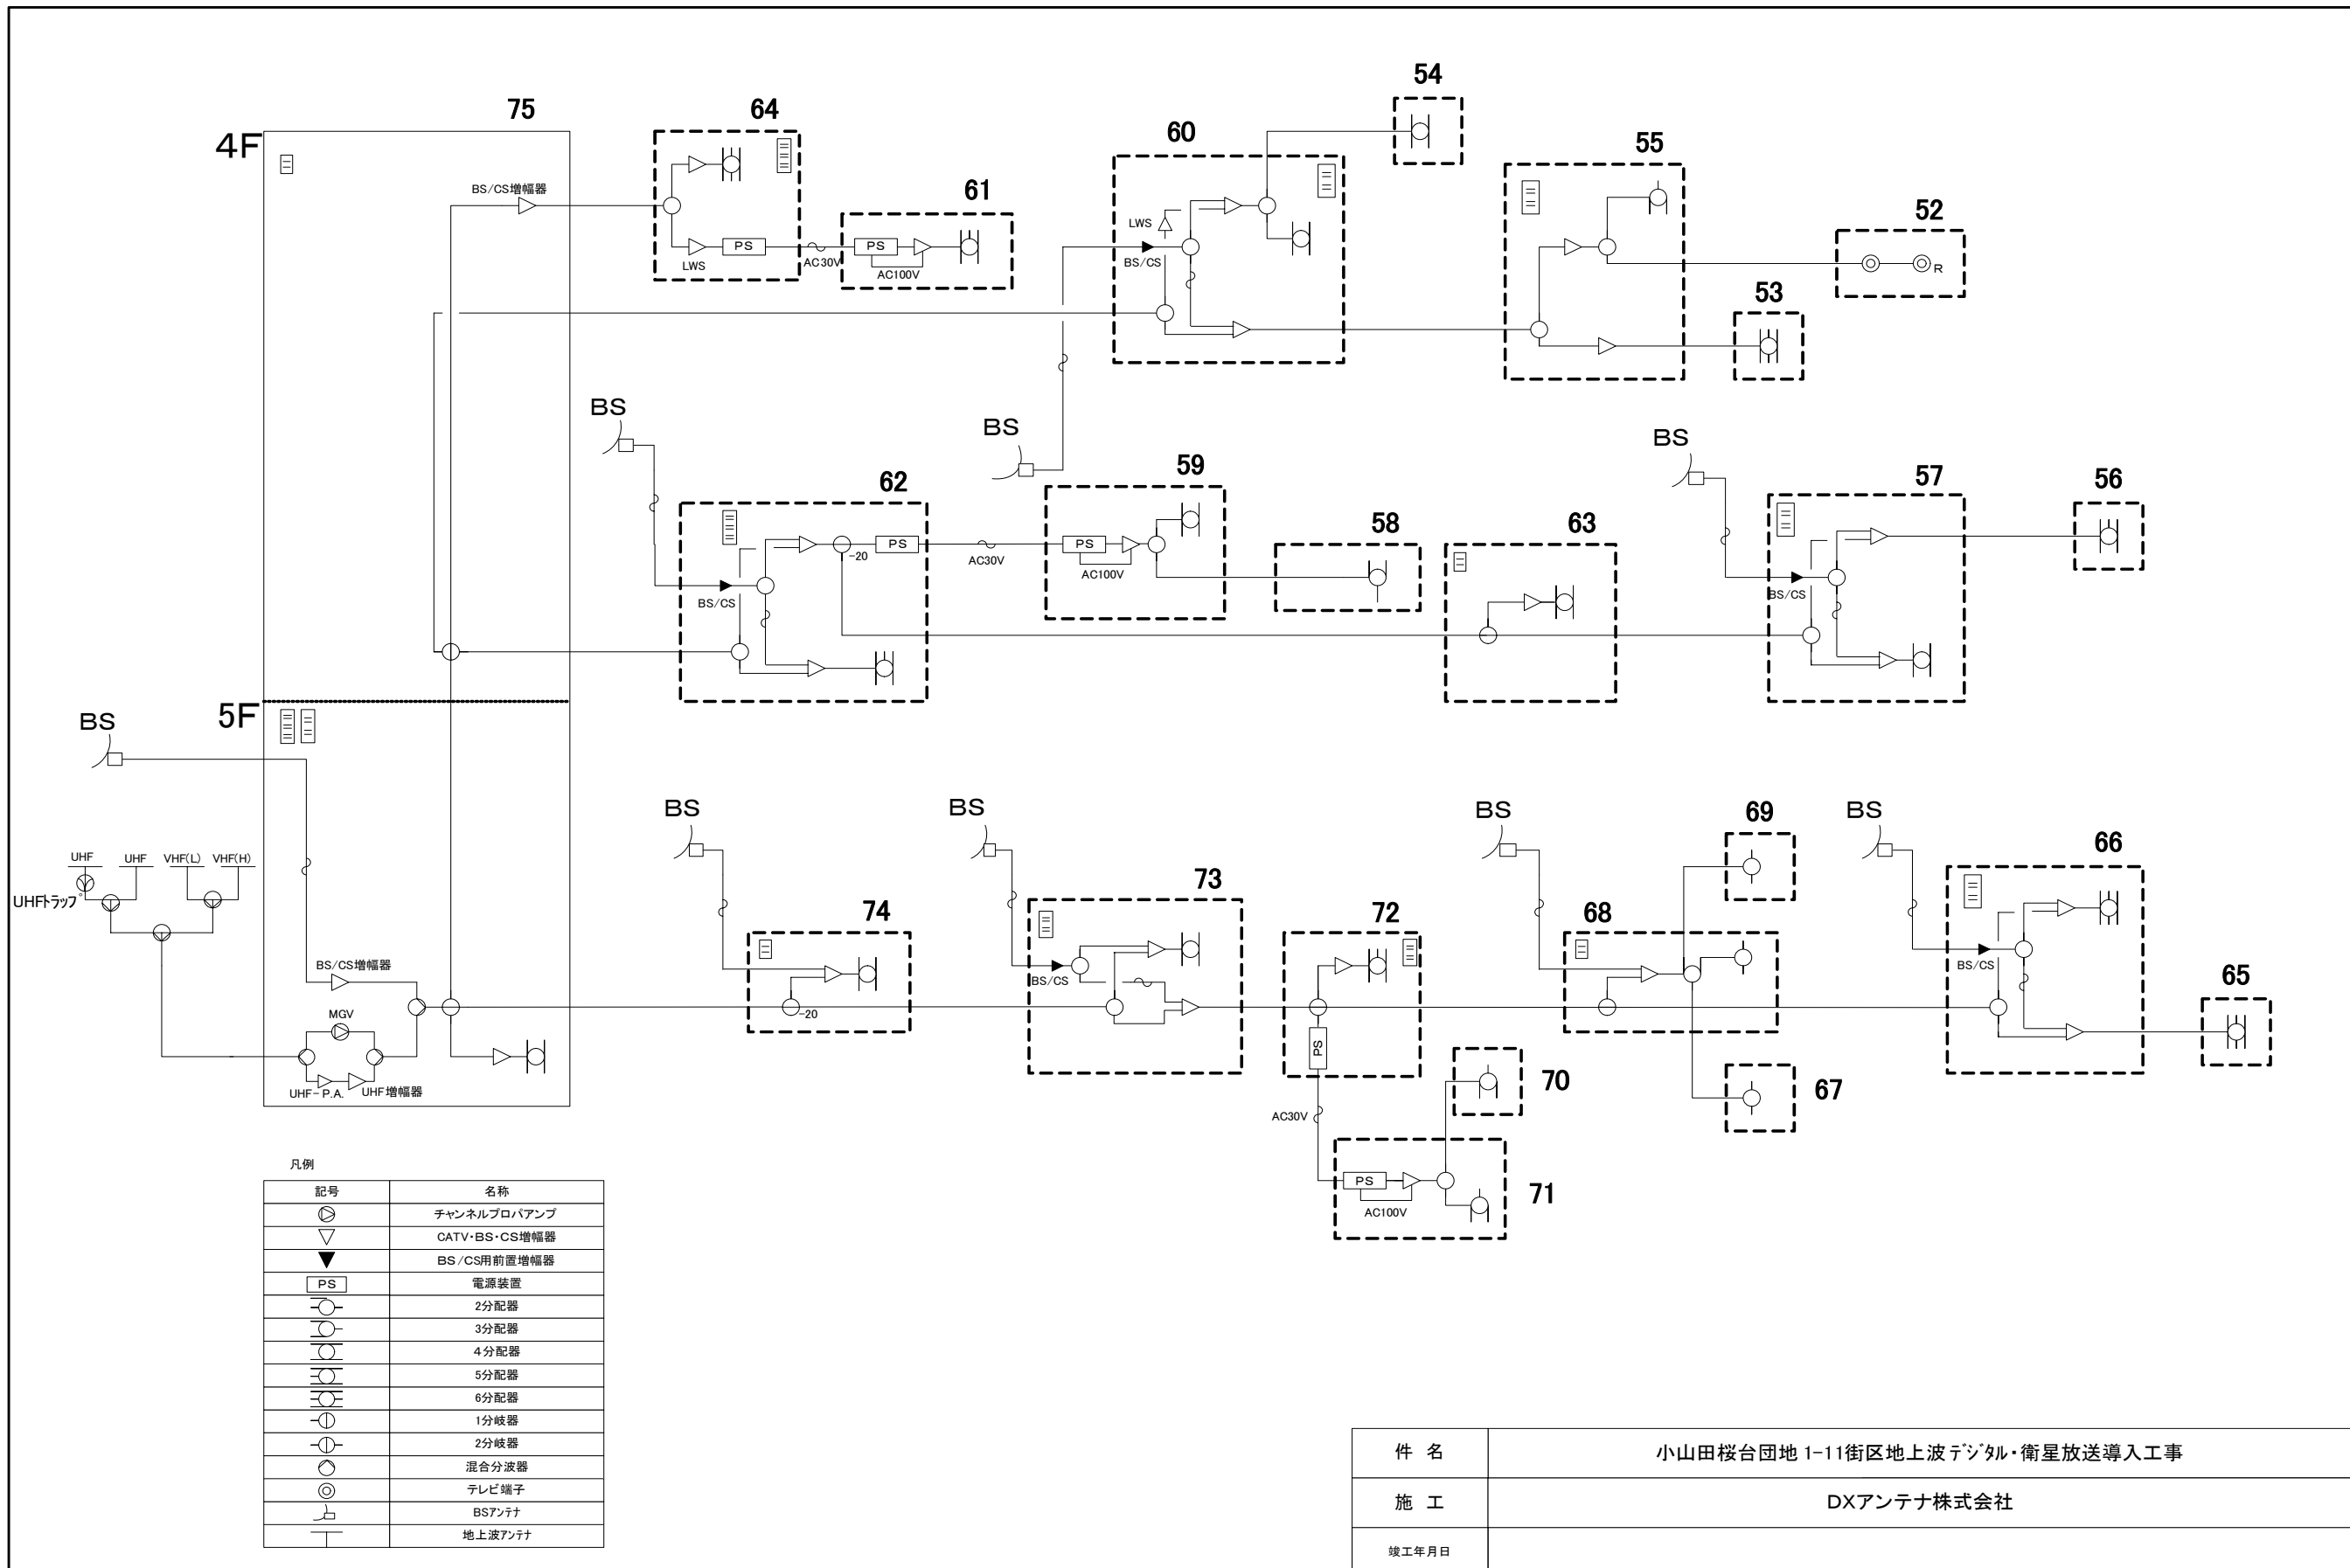 54
75
64
4F
60
55
BS/CS増幅器
61
52
LWS
PS
PS
AC30V
LWS
AC100V
BS/CS
R
53
BS
BS
BS
62
59
57
56
58
63
PS
PS
-20
AC30V
AC100V
BS/CS
BS/CS
5F
BS
BS
BS
BS
BS
69
66
UHF
UHF
VHF(L)
VHF(H)
UHFトラップ
73
74
72
68
BS/CS増幅器
BS/CS
BS/CS
65
MGV
-20
PS
UHF-P.A.
UHF増幅器
70
67
AC30V
PS
AC100V
71
凡例
記号 名称
チャンネルプロパアンプ
CATV・BS・CS増幅器
BS/CS用前置増幅器
PS 電源装置
2分配器
3分配器
4分配器
5分配器
6分配器
1分岐器
2分岐器
混合分波器
テレビ端子
BSアンテナ
地上波アンテナ
件 名 小山田桜台団地 1-11街区地上波デジタル・衛星放送導入工事
施 工 DXアンテナ株式会社
竣工年月日